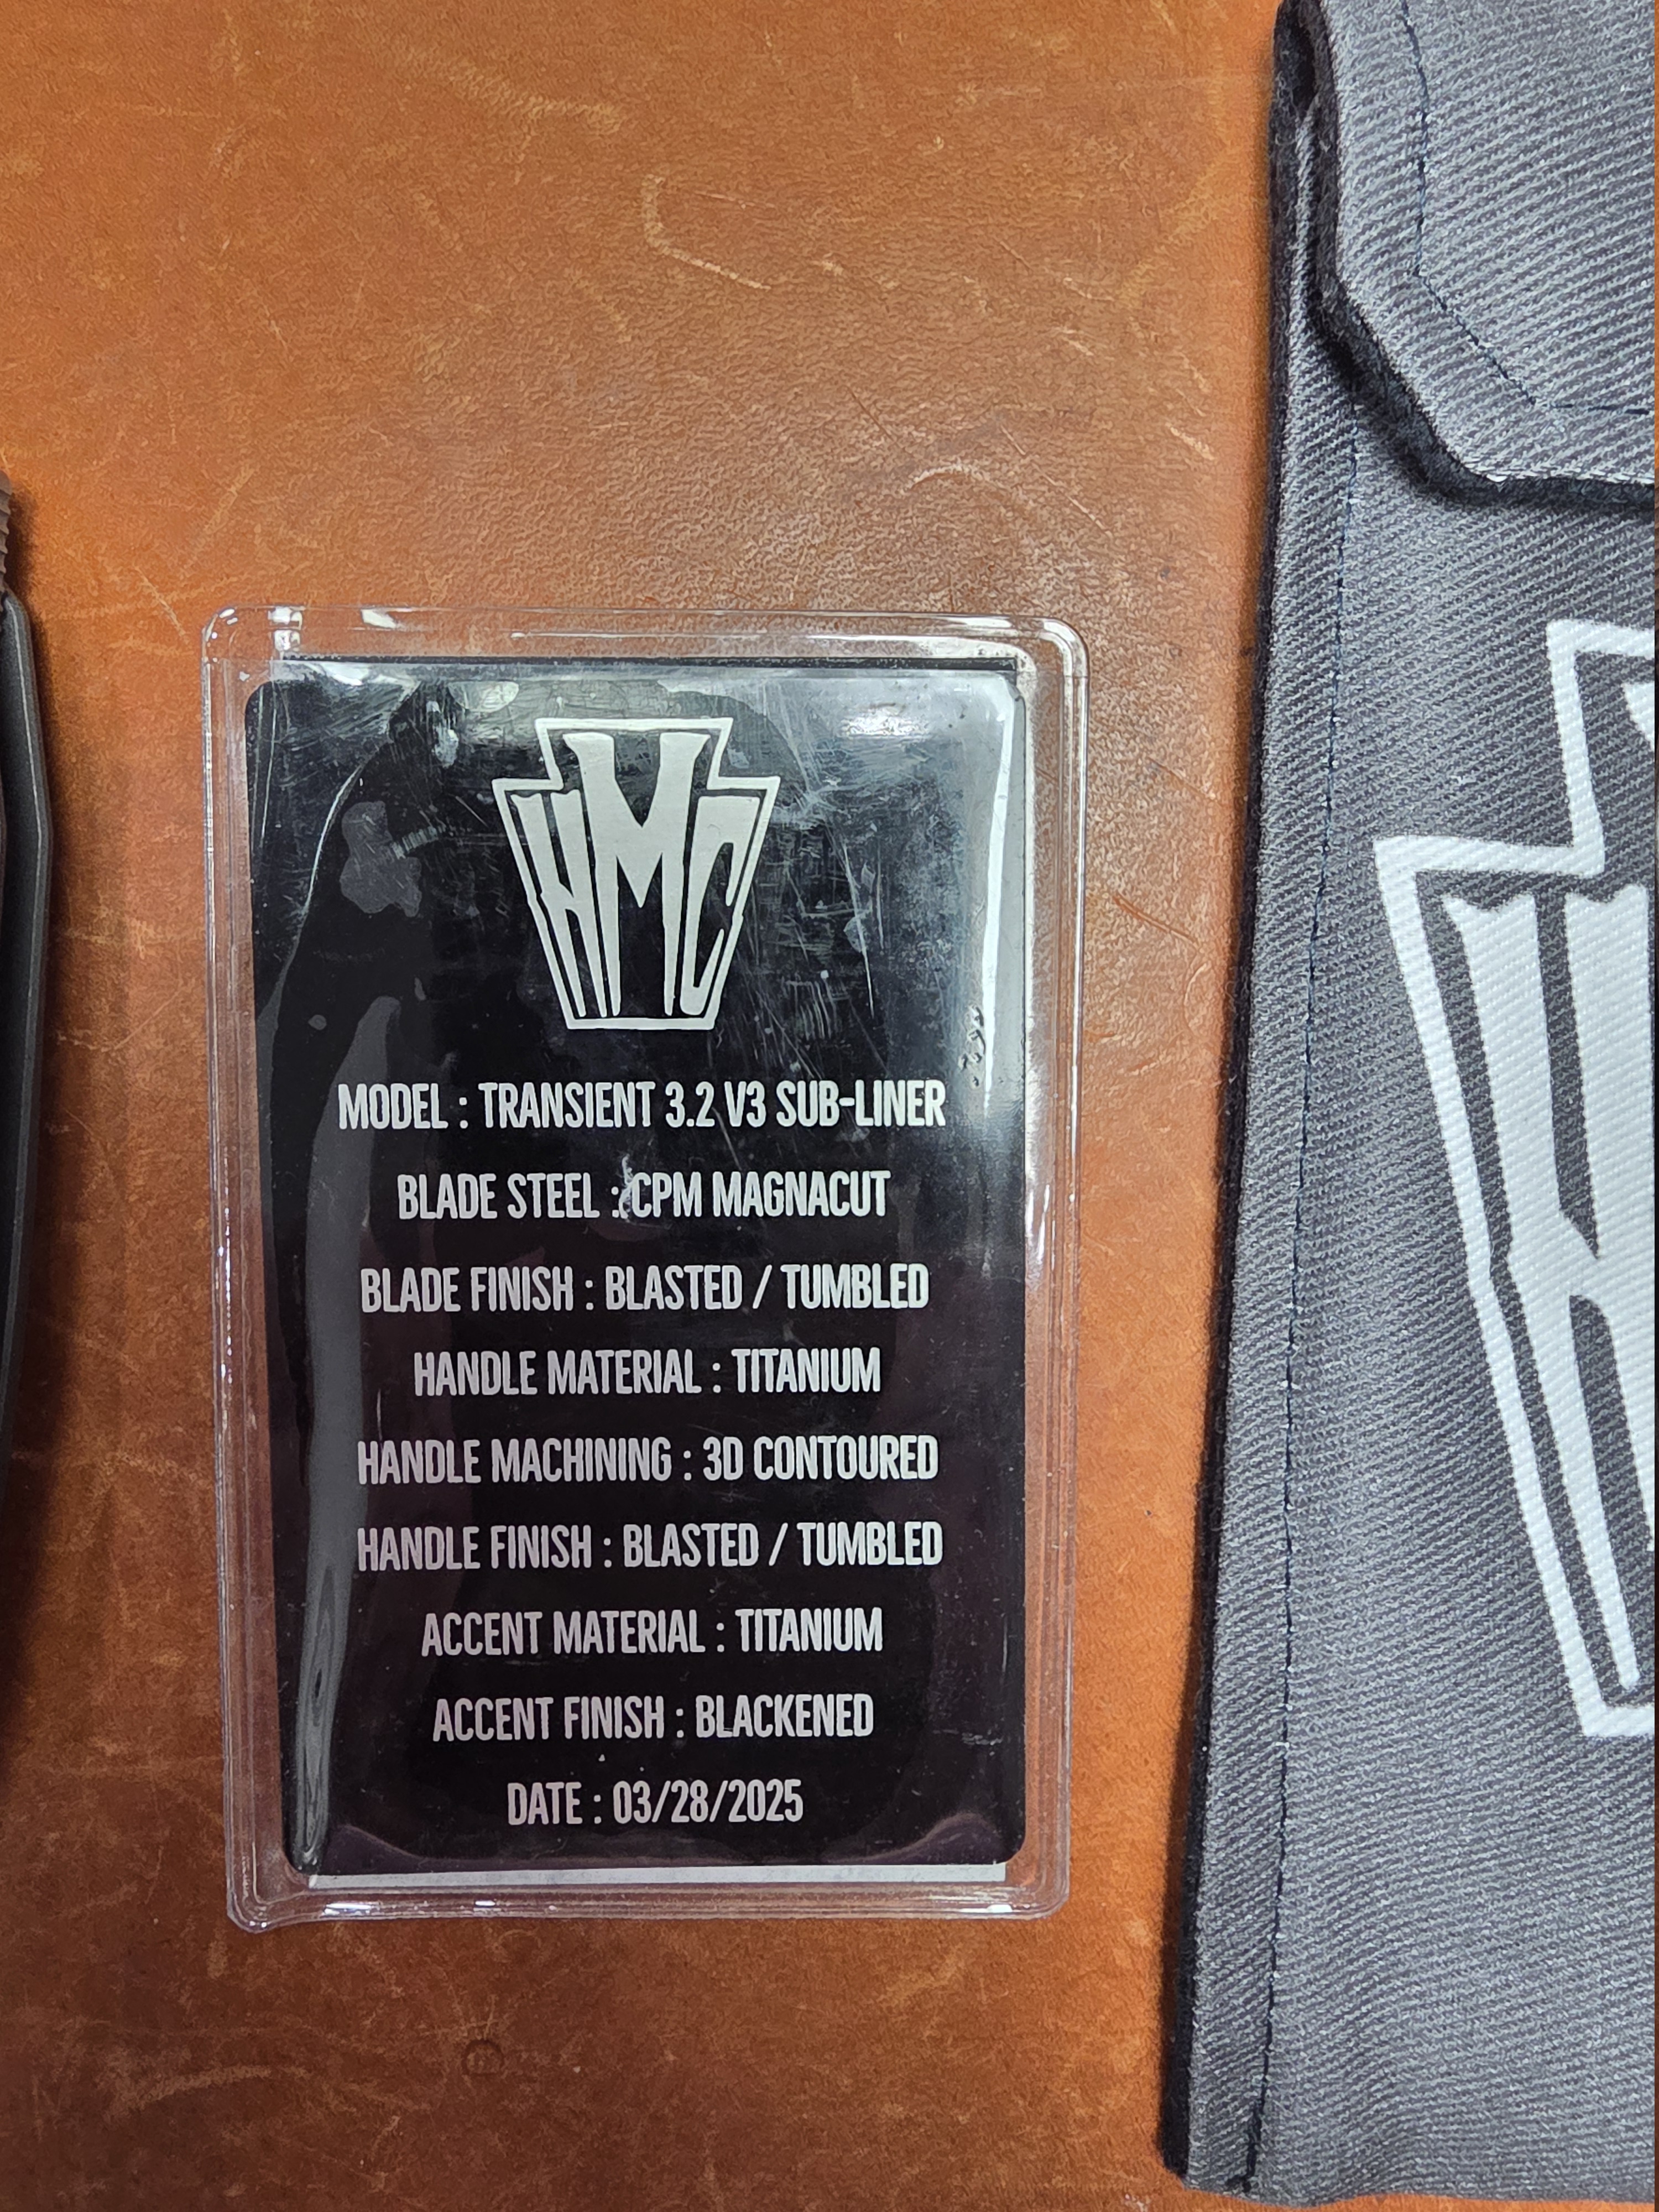 HMC
MODEL : TRANSIENT 3.2 V3 SUB-LINER
BLADE STEEL : CPM MAGNACUT
BLADE FINISH : BLASTED / TUMBLED
HANDLE MATERIAL : TITANIUM
HANDLE MACHINING : 3D CONTOURED
HANDLE FINISH : BLASTED / TUMBLED
ACCENT MATERIAL : TITANIUM
ACCENT FINISH : BLACKENED
DATE : 03/28/2025